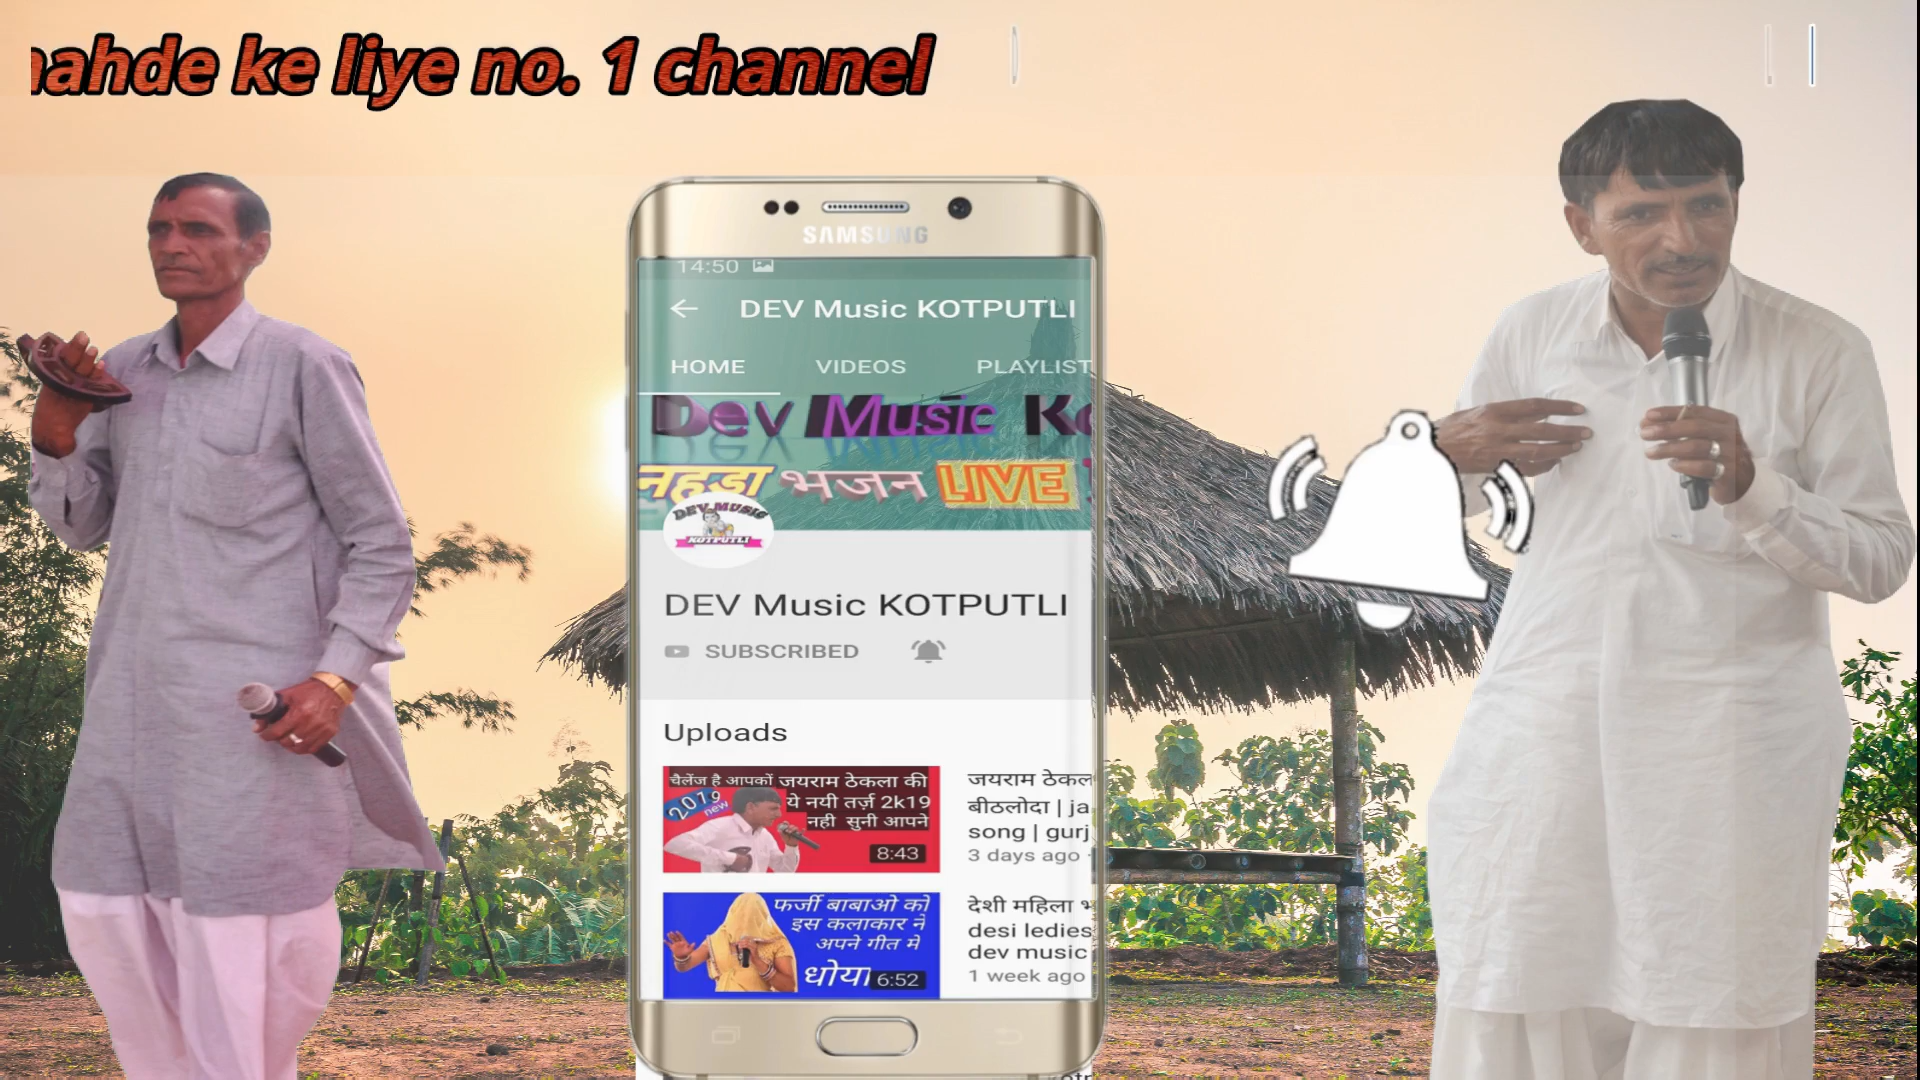 ahde ke liye no. 1 channel
SAMSUNG
14:50
DEV Music KOTPUTLI
HOME VIDEOS PLAYLIST
Dev Music Ko
नहडा भजन LIVE
DEV MUSIC
KOTPUTLI
DEV Music KOTPUTLI
SUBSCRIBED
Uploads
चैलेंज है आपकों जयराम ठेकला की
2019 new ये नयी तर्ज़ 2k19
नही सुनी आपने
8:43
जयराम ठेकल
बीठलोदा | ja
song | gurj
3 days ago
फर्जी बाबाओ को
इस कलाकार ने
अपने गीत मे
धोया 6:52
देशी महिला भ
desi ledies
dev music
1 week ago